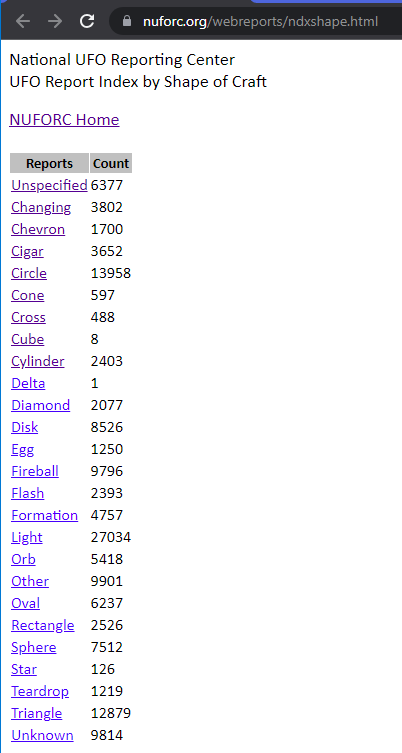 nuforc.org/webreports/ndxshape.html
National UFO Reporting Center
UFO Report Index by Shape of Craft
NUFORC Home
Reports Count
Unspecified 6377
Changing 3802
Chevron 1700
Cigar 3652
Circle 13958
Cone 597
Cross 488
Cube 8
Cylinder 2403
Delta 1
Diamond 2077
Disk 8526
Egg 1250
Fireball 9796
Flash 2393
Formation 4757
Light 27034
Orb 5418
Other 9901
Oval 6237
Rectangle 2526
Sphere 7512
Star 126
Teardrop 1219
Triangle 12879
Unknown 9814